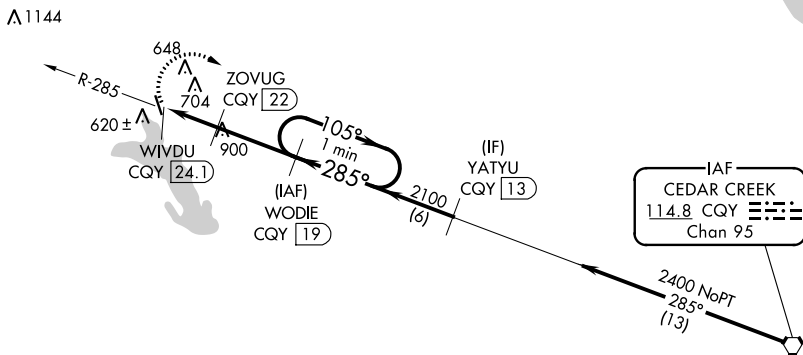 1144
648
R-285
704
ZOVUG
CQY 22
620 ±
WIVDU
CQY 24.1
900
105°
1 min
285°
(IAF)
WODIE
CQY 19
2100
(6)
(IF)
YATYU
CQY 13
IAF
CEDAR CREEK
114.8 CQY
Chan 95
2400 NoPT
285°
(13)